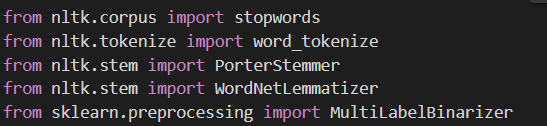 from nltk.corpus import stopwords
from nltk.tokenize import word_tokenize
from nltk.stem import PorterStemmer
from nltk.stem import WordNetLemmatizer
from sklearn.preprocessing import MultiLabelBinarizer